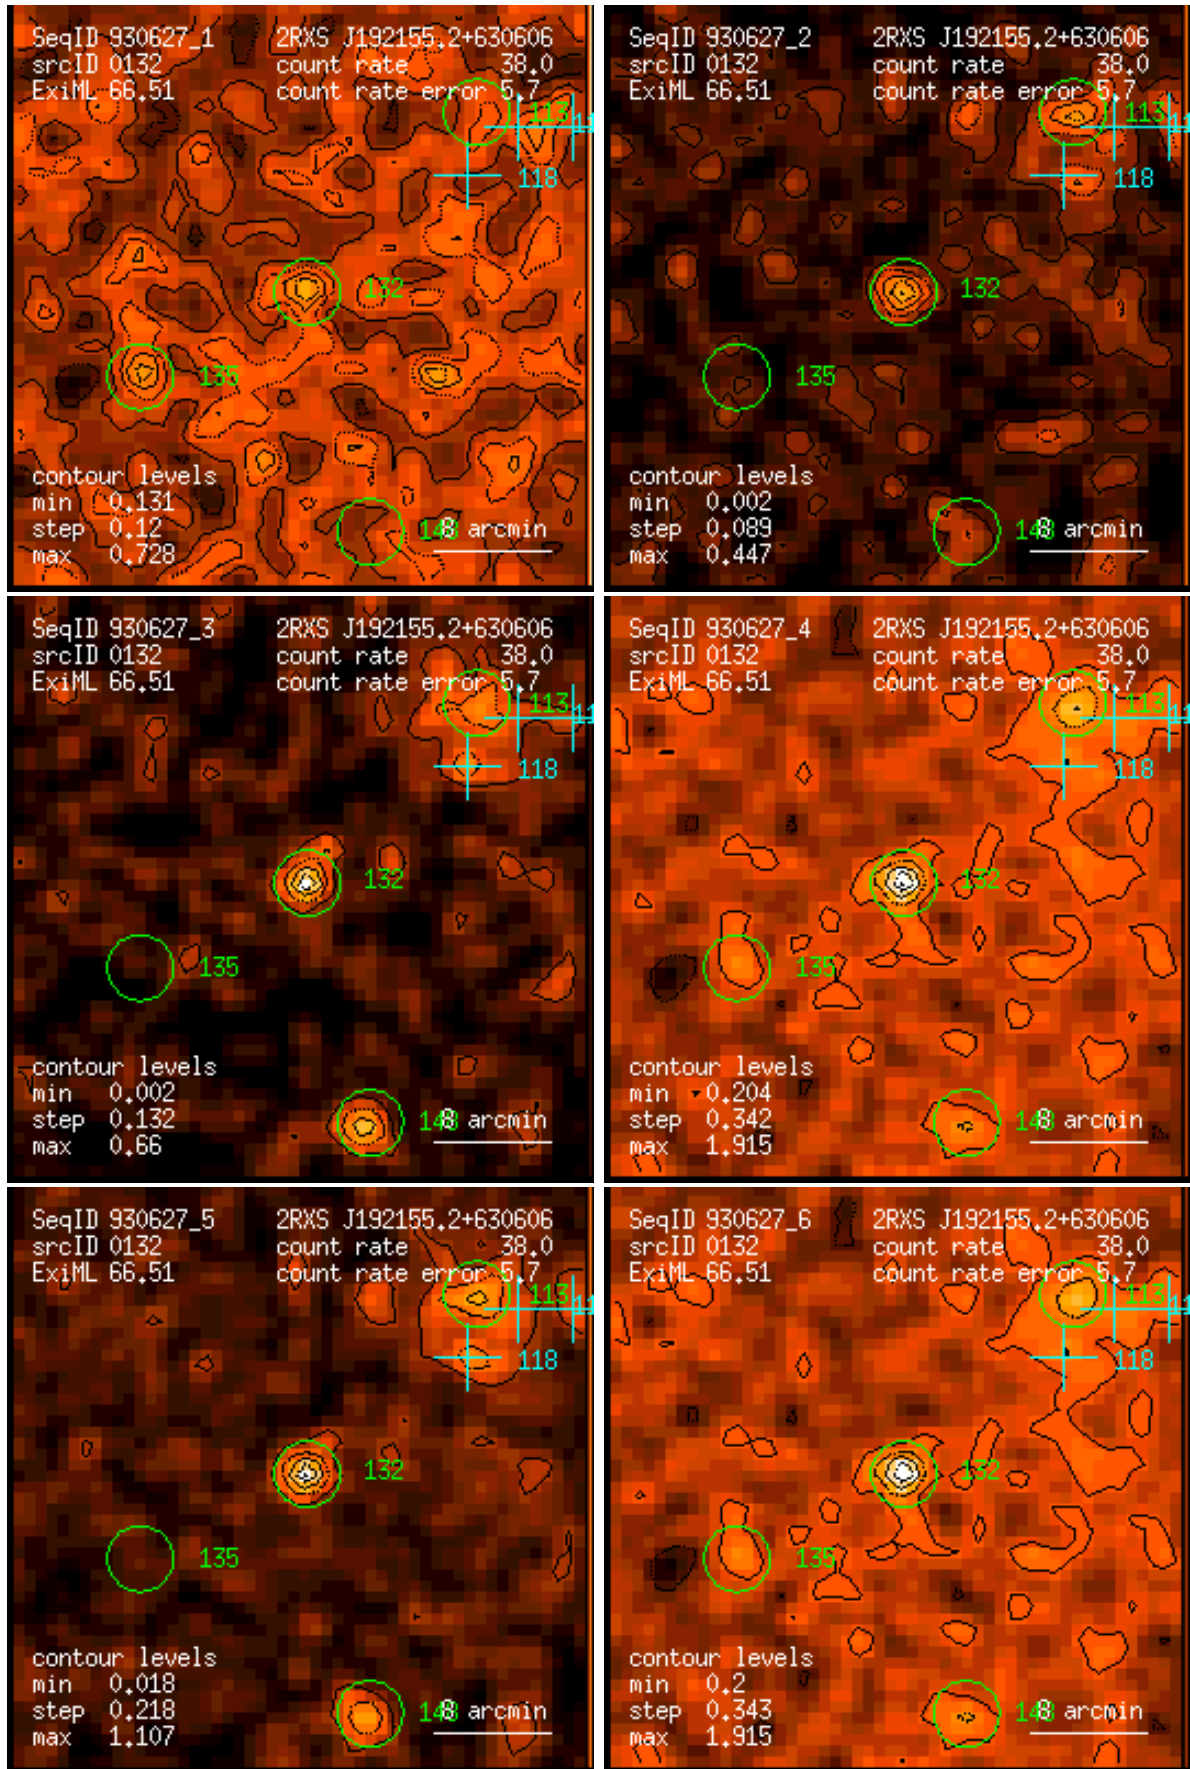 SeqID 930627_1 2RXS J192155.2+630606
srcID 0132 count rate 38.0
ExiML 66.51 count rate error 5.7
113
118
132
135
contour levels
min 0.131
step 0.12
max 0.728
8 arcmin
SeqID 930627_2 2RXS J192155.2+630606
srcID 0132 count rate 38.0
ExiML 66.51 count rate error 5.7
113
118
132
135
contour levels
min 0.002
step 0.089
max 0.447
8 arcmin
SeqID 930627_3 2RXS J192155.2+630606
srcID 0132 count rate 38.0
ExiML 66.51 count rate error 5.7
113
118
132
135
contour levels
min 0.002
step 0.132
max 0.66
8 arcmin
SeqID 930627_4 2RXS J192155.2+630606
srcID 0132 count rate 38.0
ExiML 66.51 count rate error 5.7
113
118
132
135
contour levels
min 0.204
step 0.342
max 1.915
8 arcmin
SeqID 930627_5 2RXS J192155.2+630606
srcID 0132 count rate 38.0
ExiML 66.51 count rate error 5.7
113
118
132
135
contour levels
min 0.018
step 0.218
max 1.107
8 arcmin
SeqID 930627_6 2RXS J192155.2+630606
srcID 0132 count rate 38.0
ExiML 66.51 count rate error 5.7
113
118
132
135
contour levels
min 0.2
step 0.343
max 1.915
8 arcmin